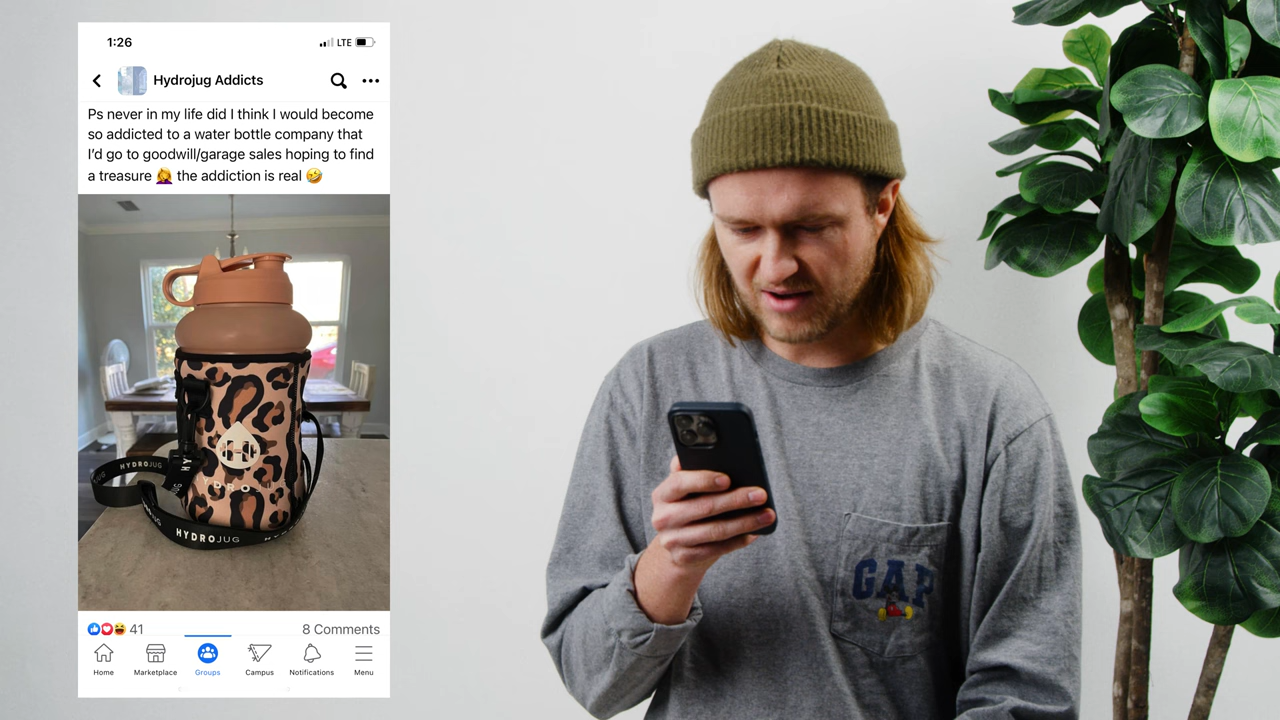 1:26
LTE
Hydrojug Addicts
Ps never in my life did I think I would become
so addicted to a water bottle company that
I'd go to goodwill/garage sales hoping to find
a treasure 🤦‍♀️ the addiction is real 🤣
HYDROJUG
HYDROJUG
41
8 Comments
Home
Marketplace
Groups
Campus
Notifications
Menu
GAP